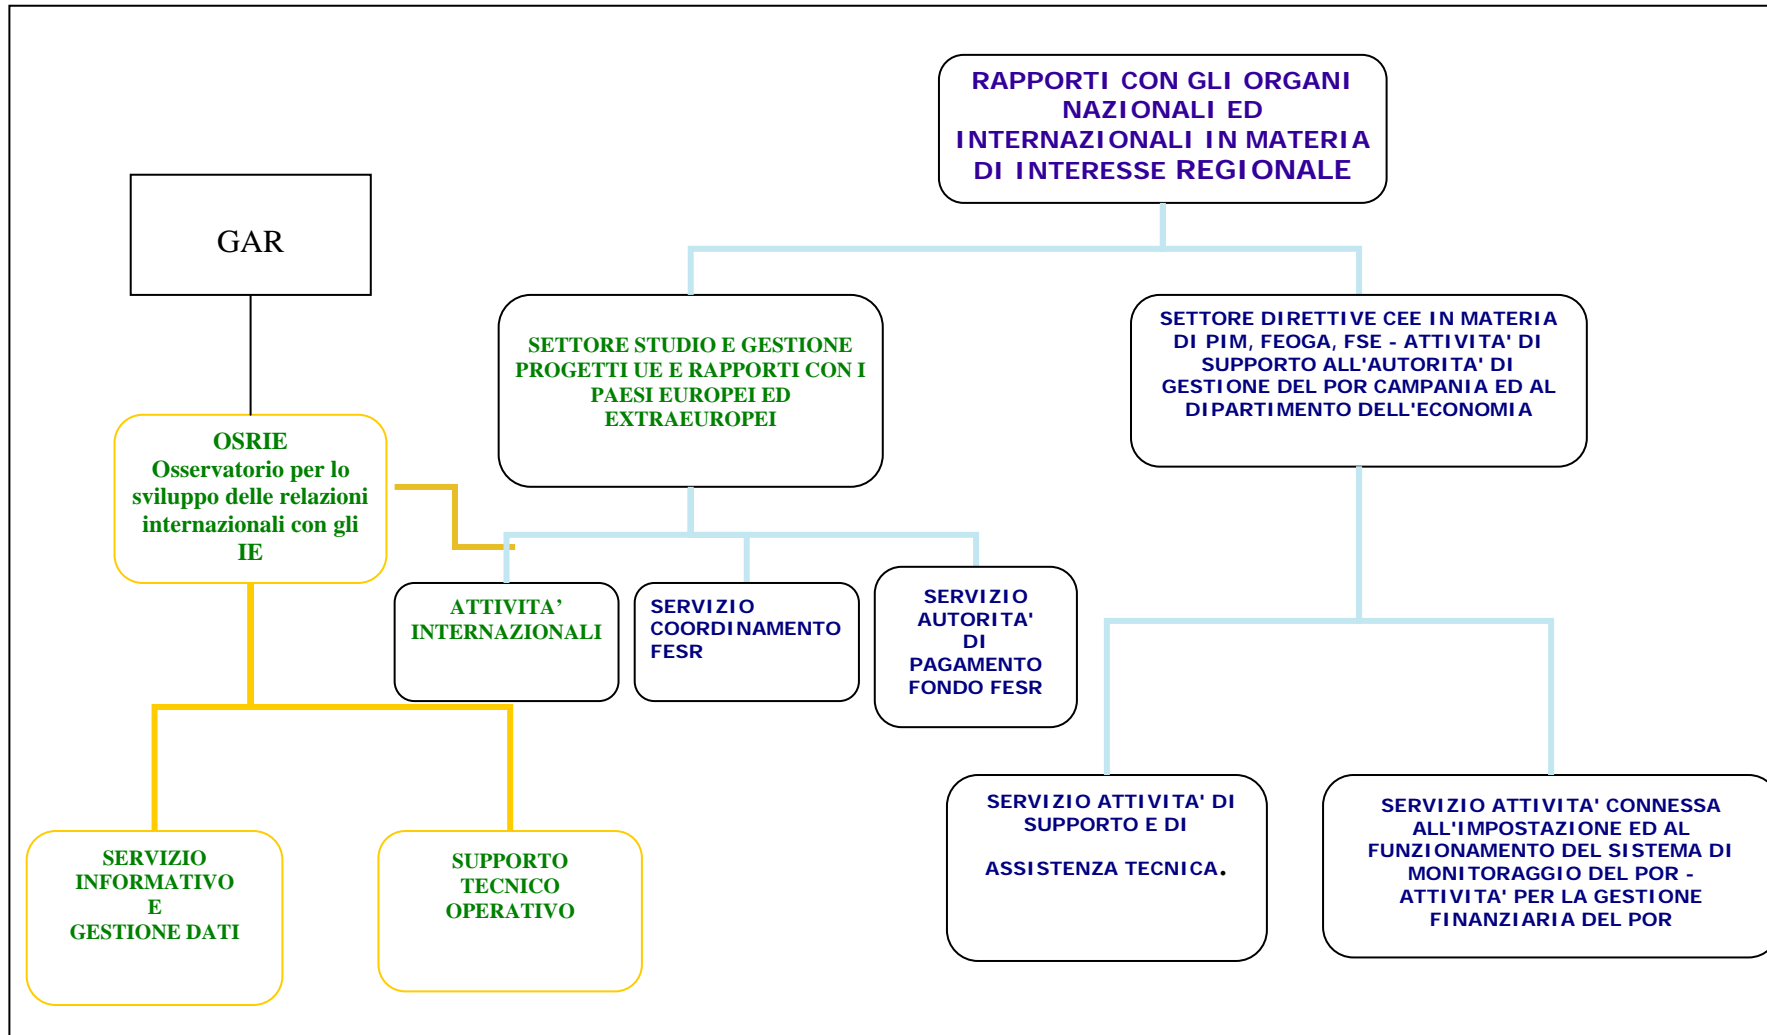 RAPPORTI CON GLI ORGANI
NAZIONALI ED
INTERNAZIONALI IN MATERIA
DI INTERESSE REGIONALE
GAR
SETTORE STUDIO E GESTIONE
PROGETTI UE E RAPPORTI CON I
PAESI EUROPEI ED
EXTRAEUROPEI
SETTORE DIRETTIVE CEE IN MATERIA
DI PIM, FEOGA, FSE - ATTIVITA' DI
SUPPORTO ALL'AUTORITA' DI
GESTIONE DEL POR CAMPANIA ED AL
DIPARTIMENTO DELL'ECONOMIA
OSRIE
Osservatorio per lo
sviluppo delle relazioni
internazionali con gli
IE
ATTIVITA’
INTERNAZIONALI
SERVIZIO
COORDINAMENTO
FESR
SERVIZIO
AUTORITA'
DI
PAGAMENTO
FONDO FESR
SERVIZIO
INFORMATIVO
E
GESTIONE DATI
SUPPORTO
TECNICO
OPERATIVO
SERVIZIO ATTIVITA' DI
SUPPORTO E DI
ASSISTENZA TECNICA.
SERVIZIO ATTIVITA' CONNESSA
ALL'IMPOSTAZIONE ED AL
FUNZIONAMENTO DEL SISTEMA DI
MONITORAGGIO DEL POR -
ATTIVITA' PER LA GESTIONE
FINANZIARIA DEL POR